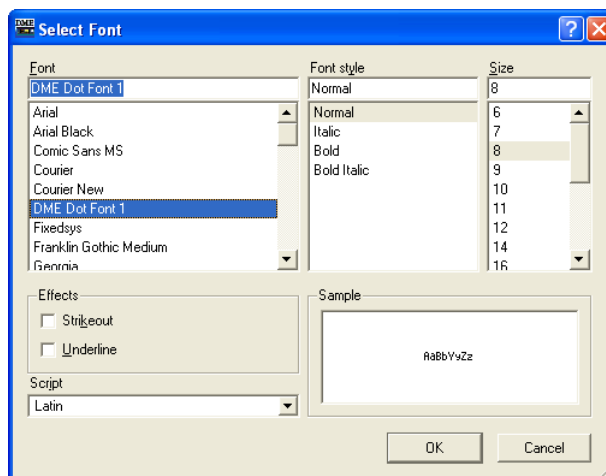 DME Select Font
Font
DME Dot Font 1
Arial
Arial Black
Comic Sans MS
Courier
Courier New
DME Dot Font 1
Fixedsys
Franklin Gothic Medium
Georgia
Font style
Normal
Normal
Italic
Bold
Bold Italic
Size
8
6
7
8
9
10
11
12
14
16
Effects
Strikeout
Underline
Script
Latin
Sample
AaBbYyZz
OK
Cancel